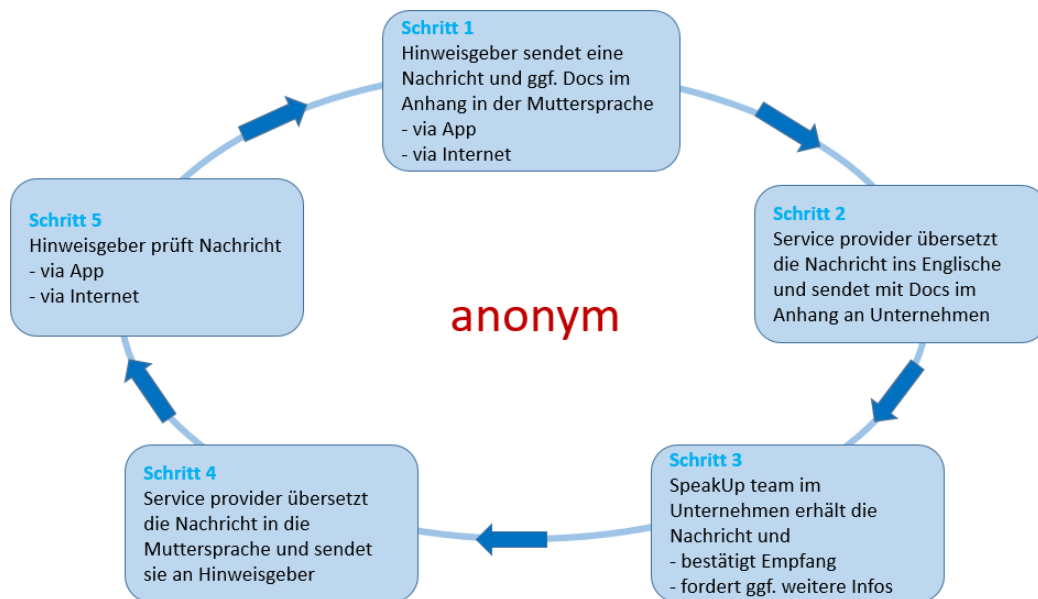 Schritt 1
Hinweisgeber sendet eine
Nachricht und ggf. Docs im
Anhang in der Muttersprache
- via App
- via Internet
Schritt 2
Service provider übersetzt
die Nachricht ins Englische
und sendet mit Docs im
Anhang an Unternehmen
Schritt 3
SpeakUp team im
Unternehmen erhält die
Nachricht und
- bestätigt Empfang
- fordert ggf. weitere Infos
Schritt 4
Service provider übersetzt
die Nachricht in die
Muttersprache und sendet
sie an Hinweisgeber
Schritt 5
Hinweisgeber prüft Nachricht
- via App
- via Internet
anonym